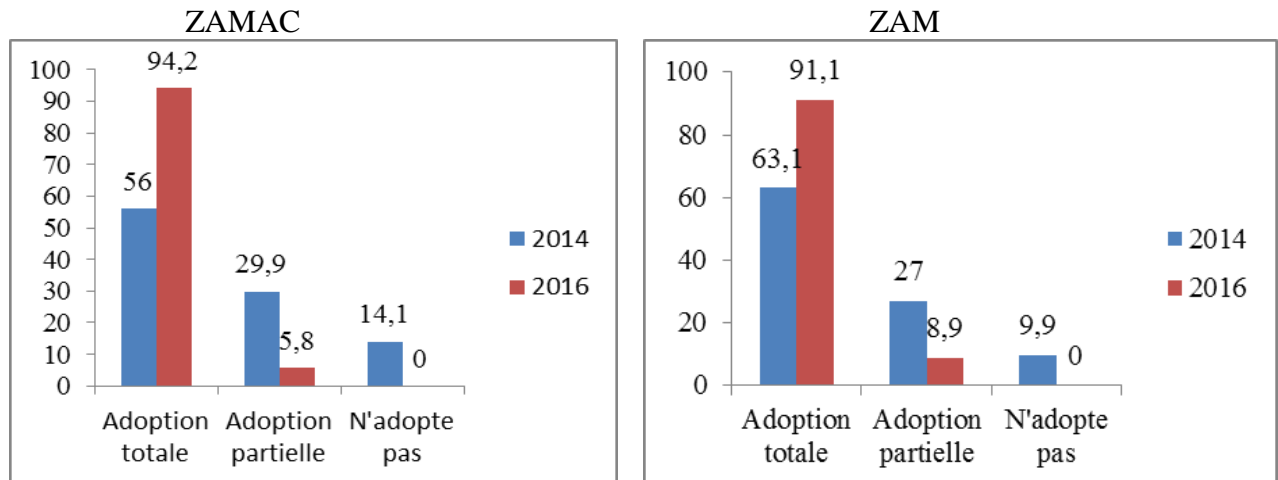 ZAMAC
100
90
80
70
60
50
40
30
20
10
0
94,2
56
29,9
5,8
14,1
0
Adoption
totale
Adoption
partielle
N'adopte
pas
2014
2016
ZAM
100
80
60
40
20
0
91,1
63,1
27
8,9
9,9
0
Adoption
totale
Adoption
partielle
N'adopte
pas
2014
2016